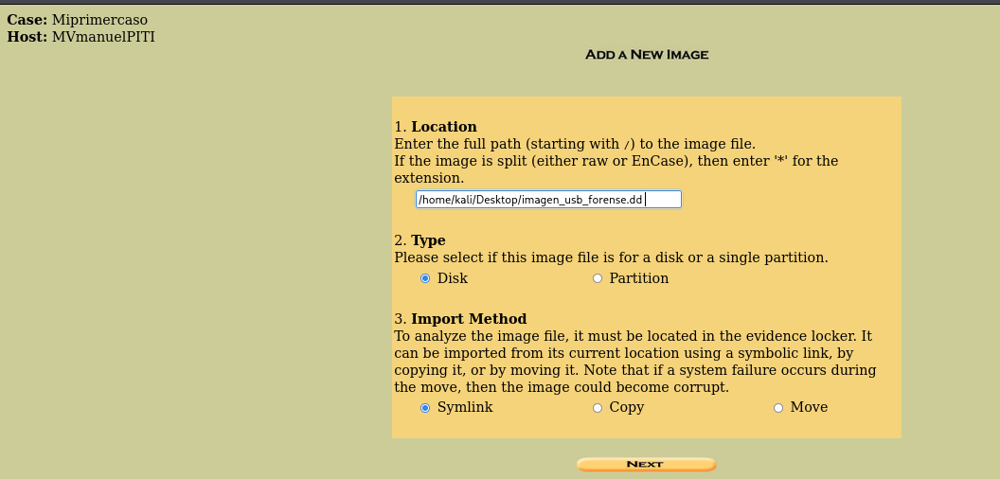 Case: Miprimercaso
Host: MVmanuelPITI
ADD A NEW IMAGE
1. Location
Enter the full path (starting with /) to the image file.
If the image is split (either raw or EnCase), then enter '*' for the
extension.
/home/kali/Desktop/imagen_usb_forense.dd
2. Type
Please select if this image file is for a disk or a single partition.
Disk Partition
3. Import Method
To analyze the image file, it must be located in the evidence locker. It
can be imported from its current location using a symbolic link, by
copying it, or by moving it. Note that if a system failure occurs during
the move, then the image could become corrupt.
Symlink Copy Move
NEXT